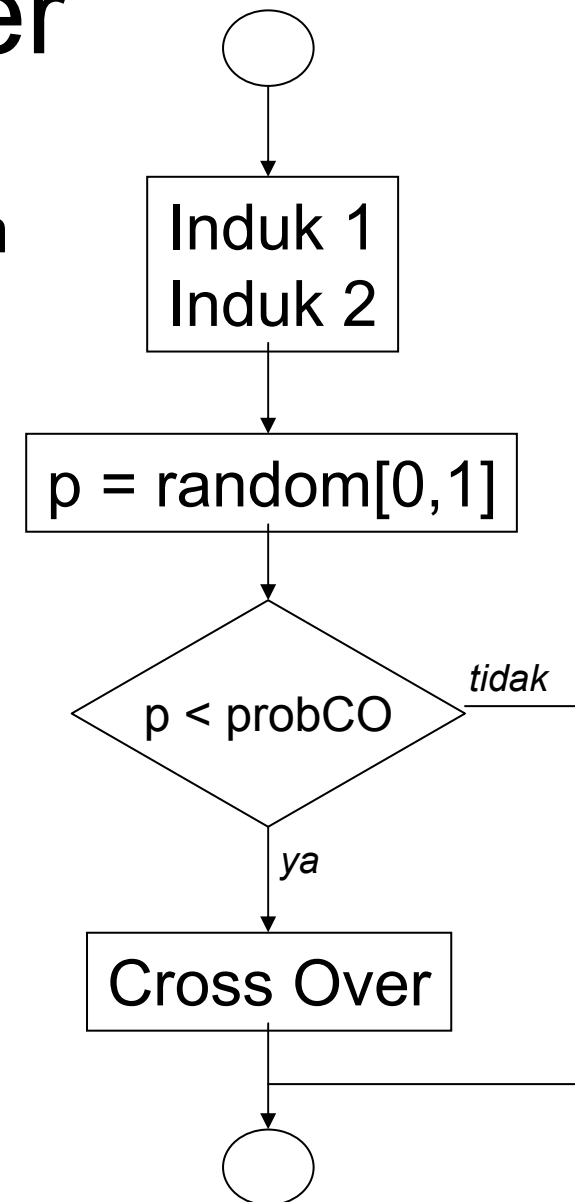 er
n
Induk 1
Induk 2
p = random[0,1]
p < probCO
tidak
ya
Cross Over